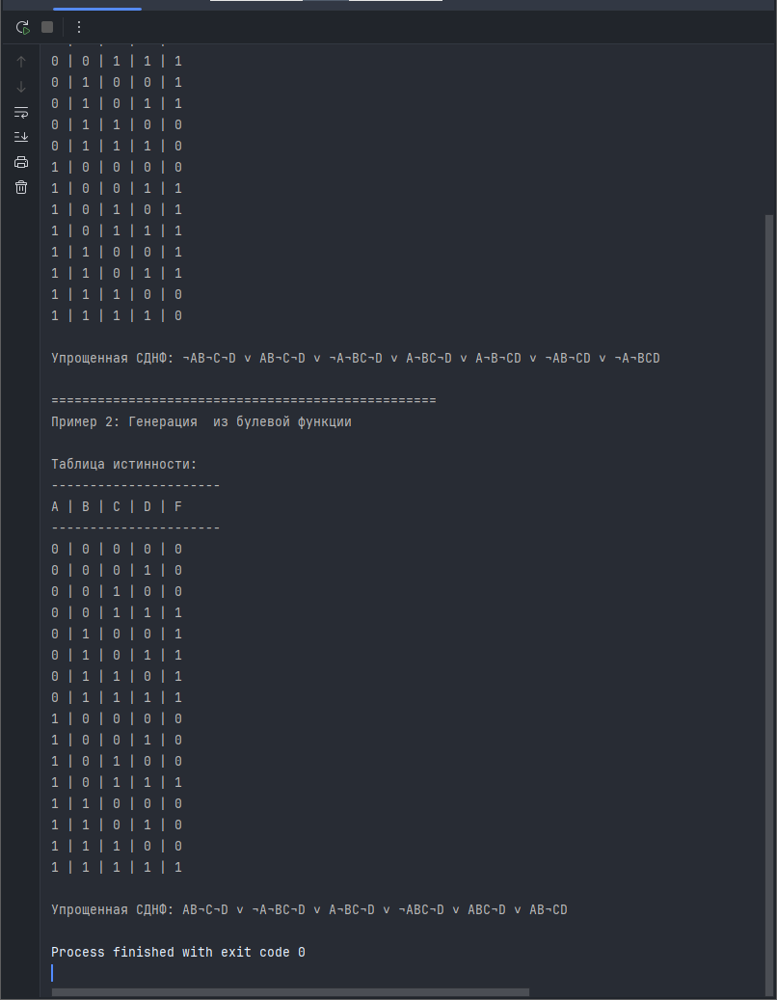 0 | 0 | 1 | 1 | 1
0 | 1 | 0 | 0 | 1
0 | 1 | 0 | 1 | 1
0 | 1 | 1 | 0 | 0
0 | 1 | 1 | 1 | 0
1 | 0 | 0 | 0 | 0
1 | 0 | 0 | 1 | 1
1 | 0 | 1 | 0 | 1
1 | 0 | 1 | 1 | 1
1 | 1 | 0 | 0 | 1
1 | 1 | 0 | 1 | 1
1 | 1 | 1 | 0 | 0
1 | 1 | 1 | 1 | 0
Упрощенная СДНФ: ¬AB¬C¬D ∨ AB¬C¬D ∨ ¬A¬BC¬D ∨ A¬BC¬D ∨ A¬B¬CD ∨ ¬AB¬CD ∨ ¬A¬BCD
==================================================
Пример 2: Генерация  из булевой функции
Таблица истинности:
----------------------
A | B | C | D | F
----------------------
0 | 0 | 0 | 0 | 0
0 | 0 | 0 | 1 | 0
0 | 0 | 1 | 0 | 0
0 | 0 | 1 | 1 | 1
0 | 1 | 0 | 0 | 1
0 | 1 | 0 | 1 | 1
0 | 1 | 1 | 0 | 1
0 | 1 | 1 | 1 | 1
1 | 0 | 0 | 0 | 0
1 | 0 | 0 | 1 | 0
1 | 0 | 1 | 0 | 0
1 | 0 | 1 | 1 | 1
1 | 1 | 0 | 0 | 0
1 | 1 | 0 | 1 | 0
1 | 1 | 1 | 0 | 0
1 | 1 | 1 | 1 | 1
Упрощенная СДНФ: AB¬C¬D ∨ ¬A¬BC¬D ∨ A¬BC¬D ∨ ¬ABC¬D ∨ ABC¬D ∨ AB¬CD
Process finished with exit code 0